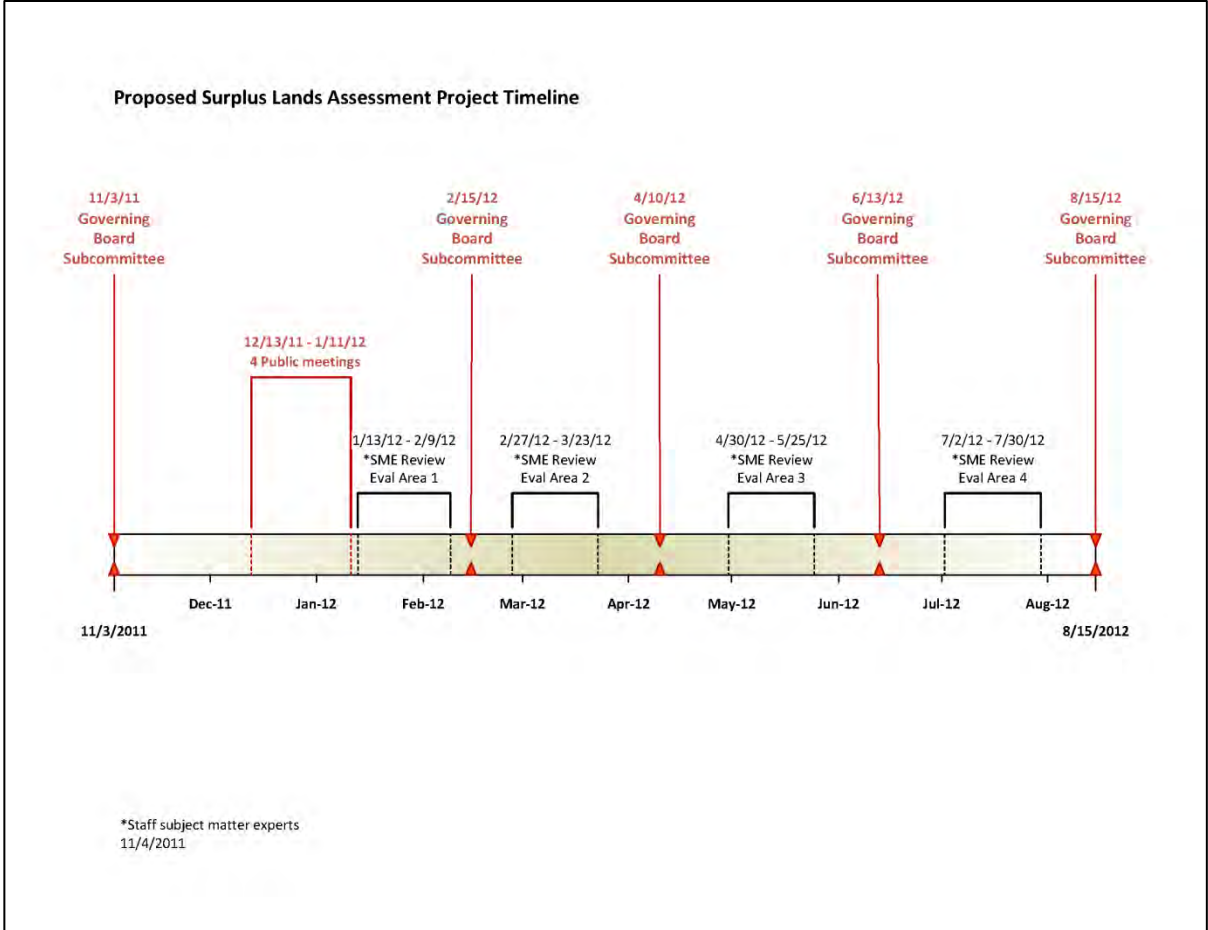 Proposed Surplus Lands Assessment Project Timeline
11/3/11
Governing
Board
Subcommittee
2/15/12
Governing
Board
Subcommittee
4/10/12
Governing
Board
Subcommittee
6/13/12
Governing
Board
Subcommittee
8/15/12
Governing
Board
Subcommittee
12/13/11 - 1/11/12
4 Public meetings
1/13/12 - 2/9/12
*SME Review
Eval Area 1
2/27/12 - 3/23/12
*SME Review
Eval Area 2
4/30/12 - 5/25/12
*SME Review
Eval Area 3
7/2/12 - 7/30/12
*SME Review
Eval Area 4
Dec-11
Jan-12
Feb-12
Mar-12
Apr-12
May-12
Jun-12
Jul-12
Aug-12
11/3/2011
8/15/2012
*Staff subject matter experts
11/4/2011